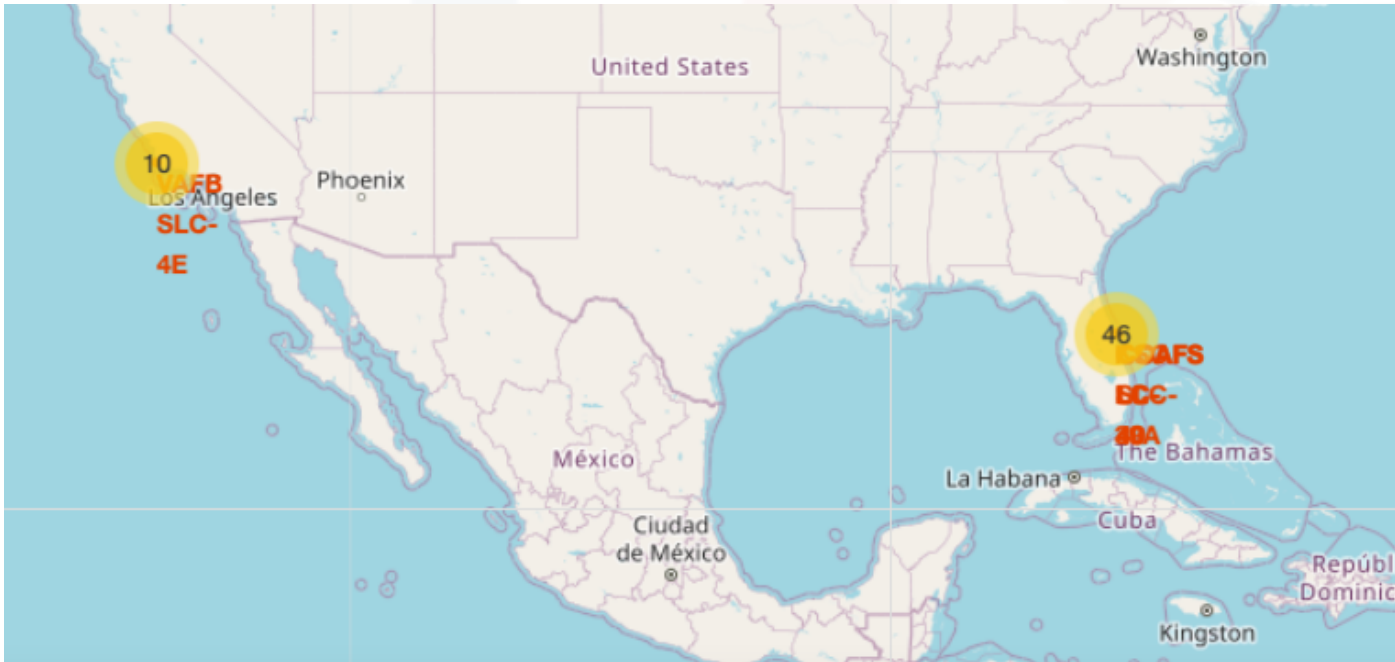 Washington
United States
10
Phoenix
VAFB
Los Angeles
SLC-
4E
46
México
The Bahamas
La Habana
Cuba
Ciudad
de México
Repúbl
Dominic
Kingston